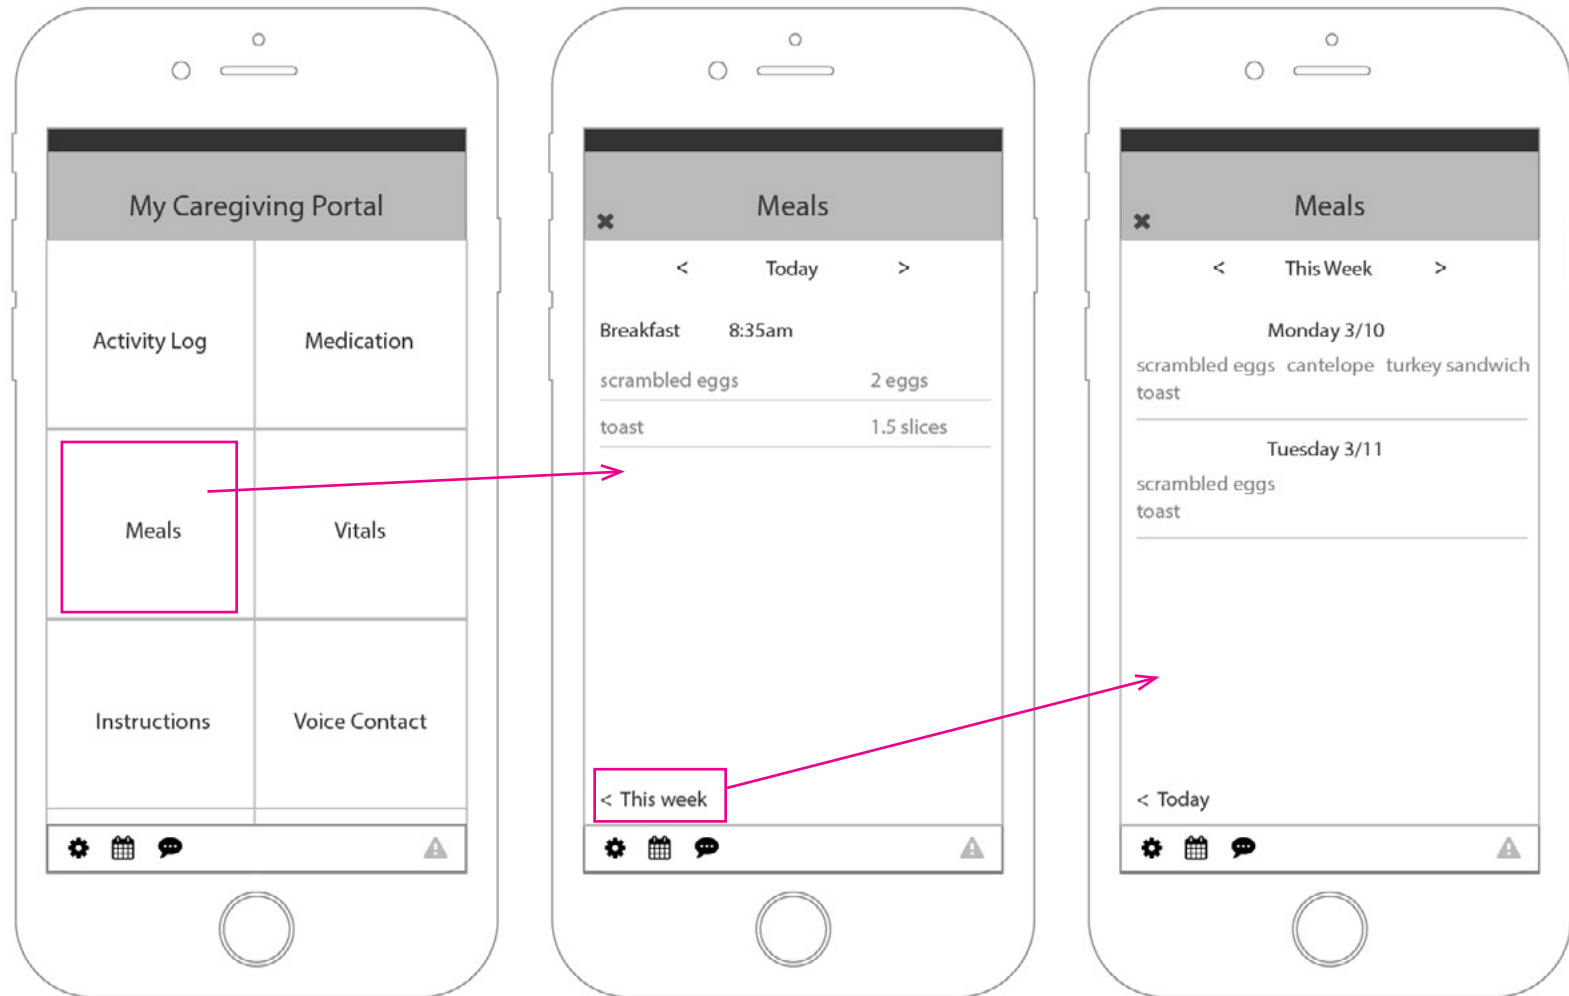 My Caregiving Portal
Activity Log
Medication
Meals
Vitals
Instructions
Voice Contact
Meals
< Today >
Breakfast 8:35am
scrambled eggs 2 eggs
toast 1.5 slices
< This week
Meals
< This Week >
Monday 3/10
scrambled eggs cantelope turkey sandwich
toast
Tuesday 3/11
scrambled eggs
toast
< Today